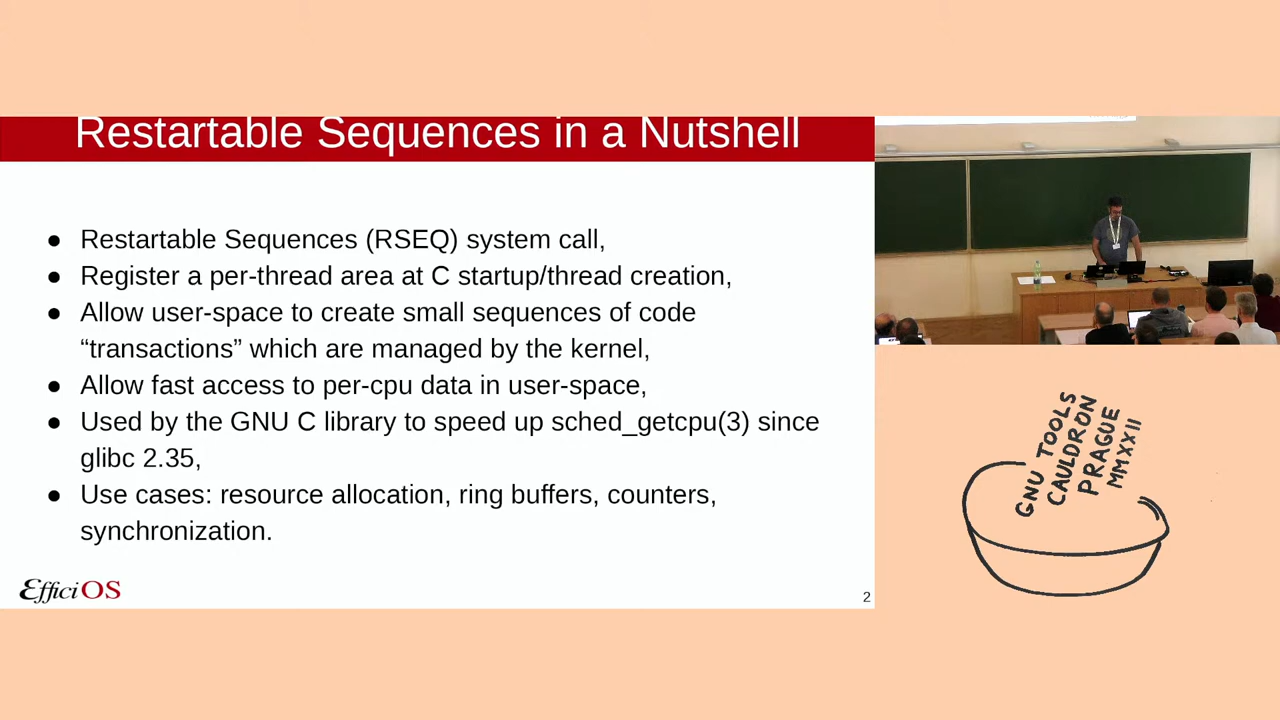 Restartable Sequences in a Nutshell
● Restartable Sequences (RSEQ) system call,
● Register a per-thread area at C startup/thread creation,
● Allow user-space to create small sequences of code
“transactions” which are managed by the kernel,
● Allow fast access to per-cpu data in user-space,
● Used by the GNU C library to speed up sched_getcpu(3) since
glibc 2.35,
● Use cases: resource allocation, ring buffers, counters,
synchronization.
EfficiOS
2
GNU TOOLS
CAULDRON
PRAGUE
MMXXII